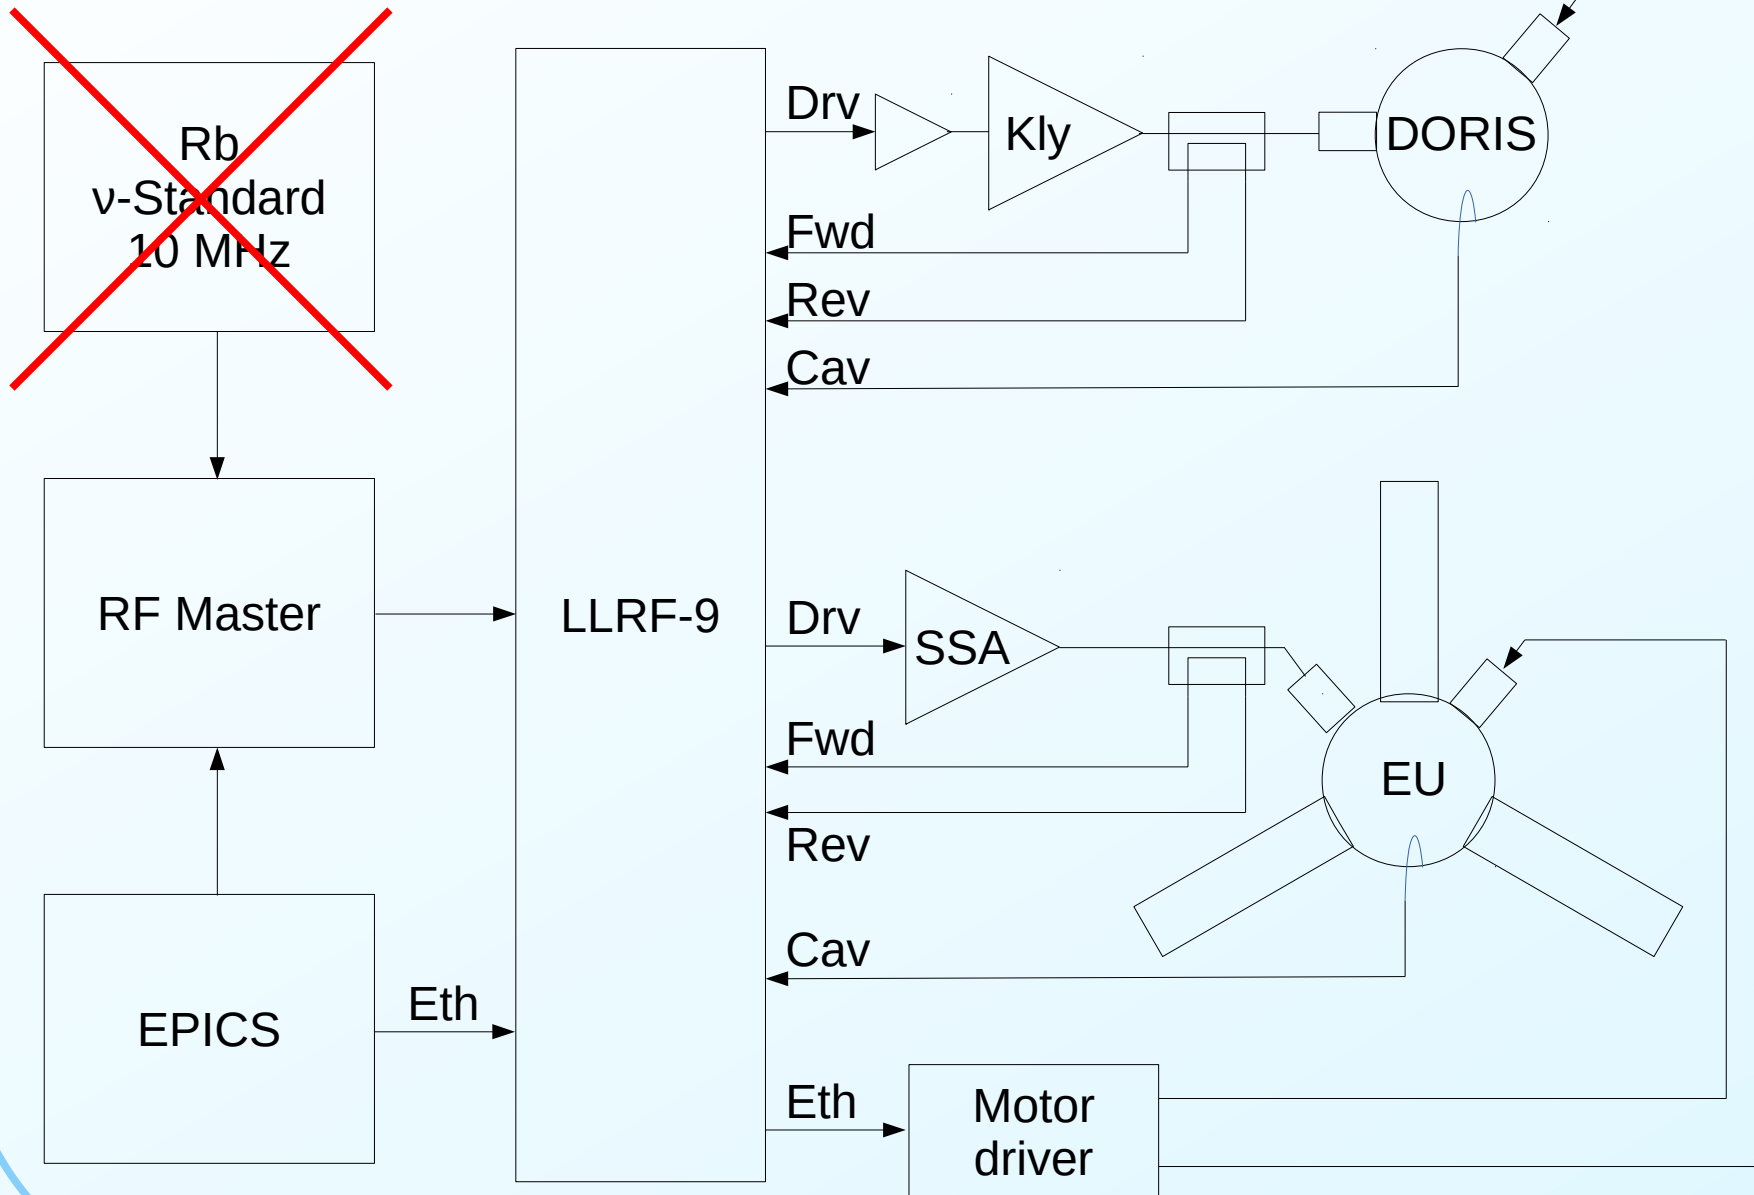 Rb
ν-Standard
10 MHz
RF Master
EPICS
Eth
LLRF-9
Drv
Kly
DORIS
Fwd
Rev
Cav
Drv
SSA
Fwd
EU
Rev
Cav
Eth
Motor
driver